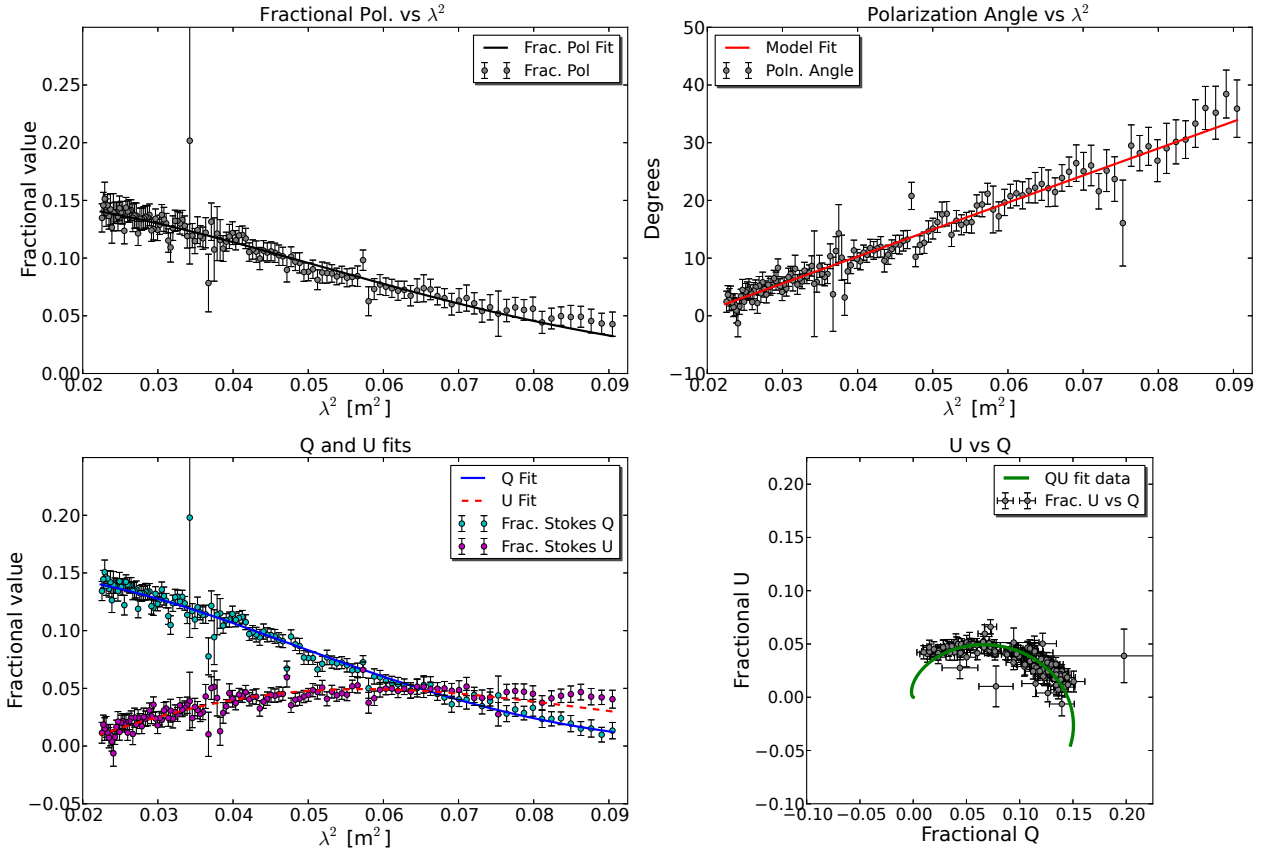 Fractional Pol. vs λ²
Fractional value
0.25
0.20
0.15
0.10
0.05
0.00
0.02 0.03 0.04 0.05 0.06 0.07 0.08 0.09
λ² [m²]
Frac. Pol Fit
Frac. Pol
Polarization Angle vs λ²
Degrees
50
40
30
20
10
0
−10
0.02 0.03 0.04 0.05 0.06 0.07 0.08 0.09
λ² [m²]
Model Fit
Poln. Angle
Q and U fits
Fractional value
0.20
0.15
0.10
0.05
0.00
−0.05
0.02 0.03 0.04 0.05 0.06 0.07 0.08 0.09
λ² [m²]
Q Fit
U Fit
Frac. Stokes Q
Frac. Stokes U
U vs Q
Fractional U
0.20
0.15
0.10
0.05
0.00
−0.05
−0.10
−0.10 −0.05 0.00 0.05 0.10 0.15 0.20
Fractional Q
QU fit data
Frac. U vs Q